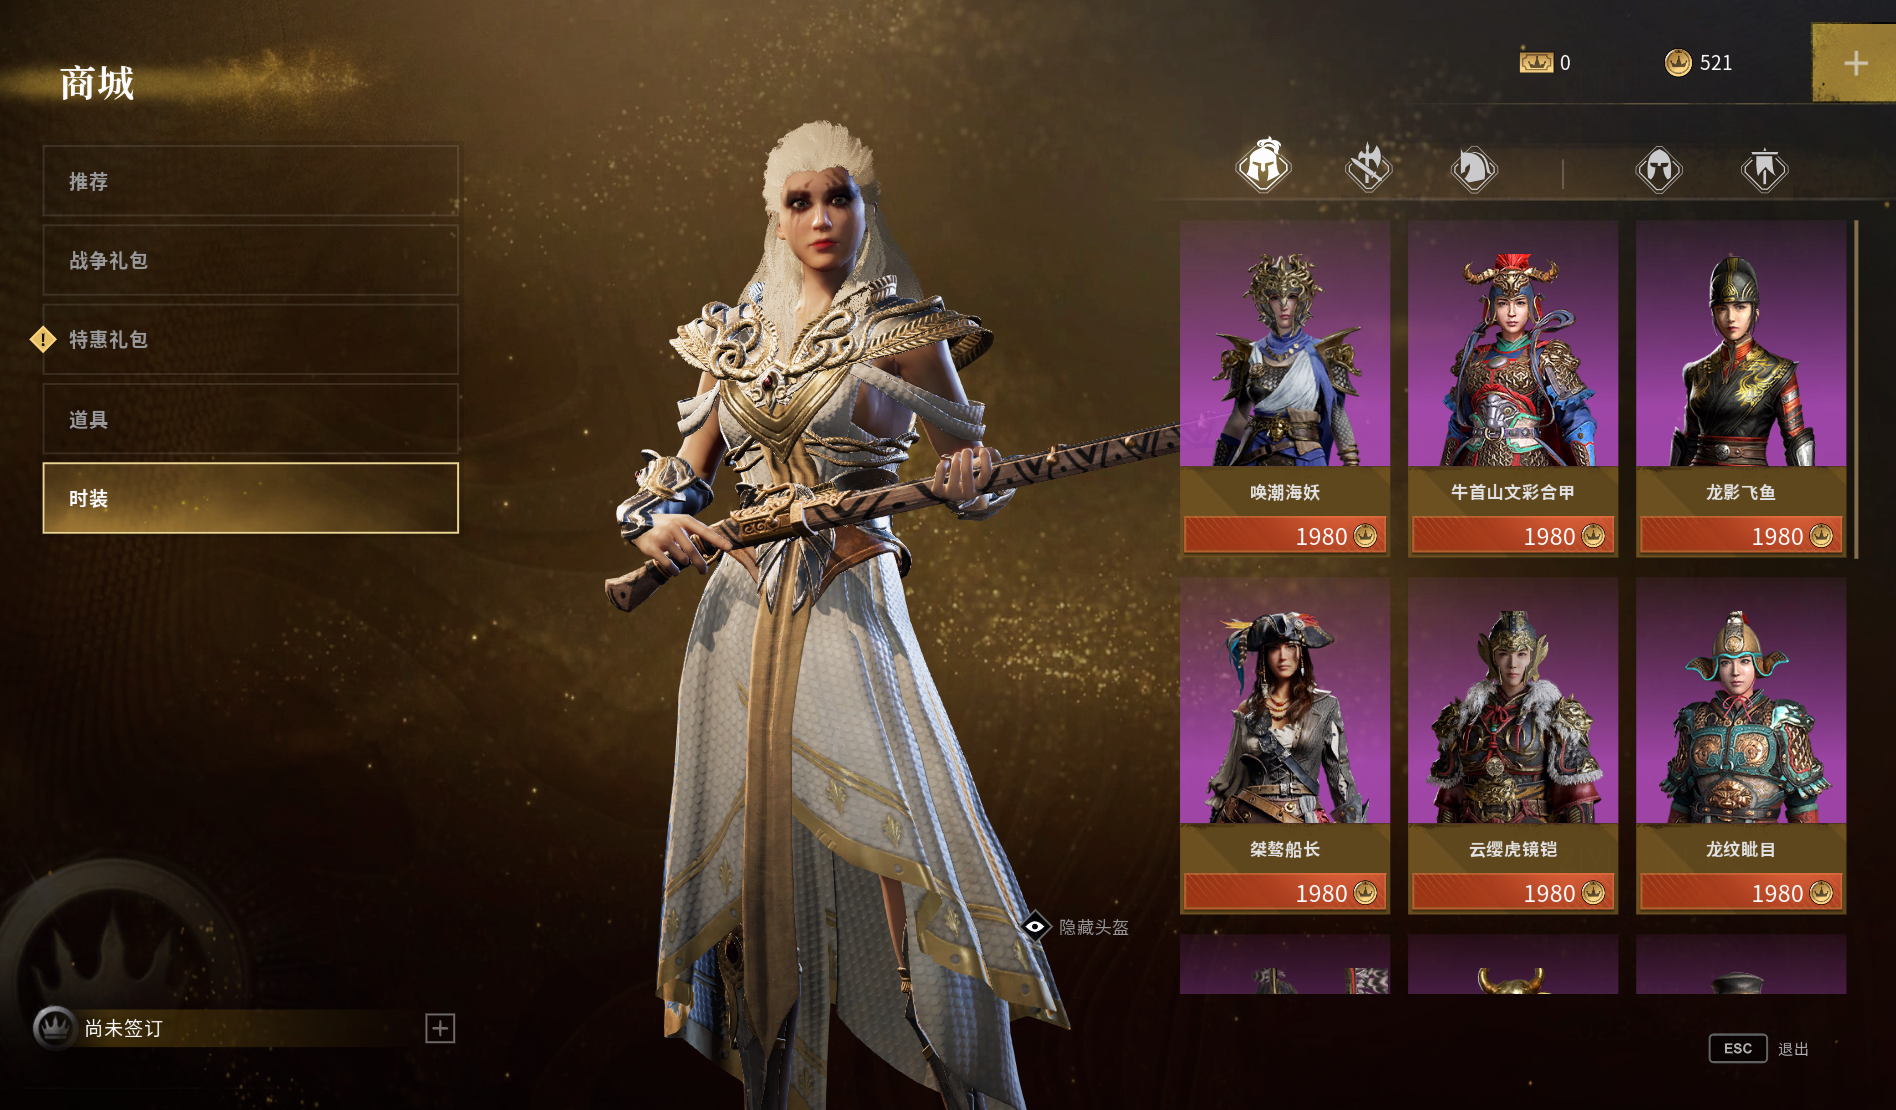 商城
0
521
推荐
战争礼包
特惠礼包
道具
时装
唤潮海妖
牛首山文彩合甲
龙影飞鱼
1980
1980
1980
桀骜船长
云缨虎镜铠
龙纹眦目
1980
1980
1980
隐藏头盔
尚未签订
ESC 退出